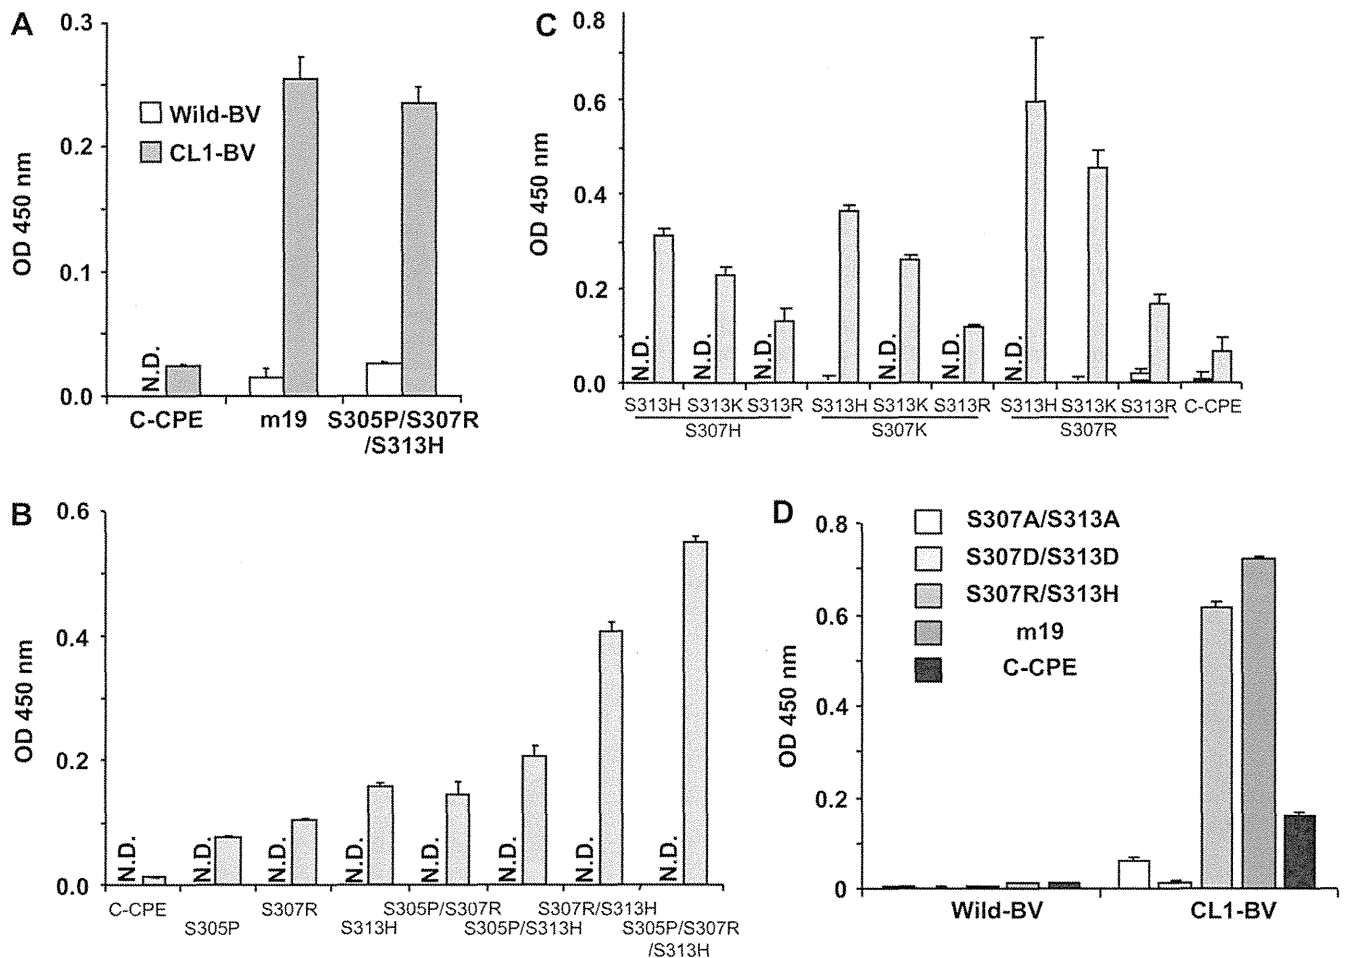 A
0.3
0.2
0.1
0.0
OD 450 nm
Wild-BV
CL1-BV
N.D.
C-CPE
m19
S305P/S307R
/S313H
C
0.8
0.6
0.4
0.2
0.0
OD 450 nm
N.D.
N.D.
N.D.
N.D.
N.D.
N.D.
S313H S313K S313R
S307H
S313H S313K S313R
S307K
S313H S313K S313R
S307R
C-CPE
B
0.6
0.4
0.2
0.0
OD 450 nm
N.D.
N.D.
N.D.
N.D.
N.D.
N.D.
N.D.
N.D.
C-CPE
S305P
S307R
S313H
S305P/S307R
S305P/S313H
S307R/S313H
S305P/S307R
/S313H
D
0.8
0.6
0.4
0.2
0
OD 450 nm
S307A/S313A
S307D/S313D
S307R/S313H
m19
C-CPE
Wild-BV
CL1-BV